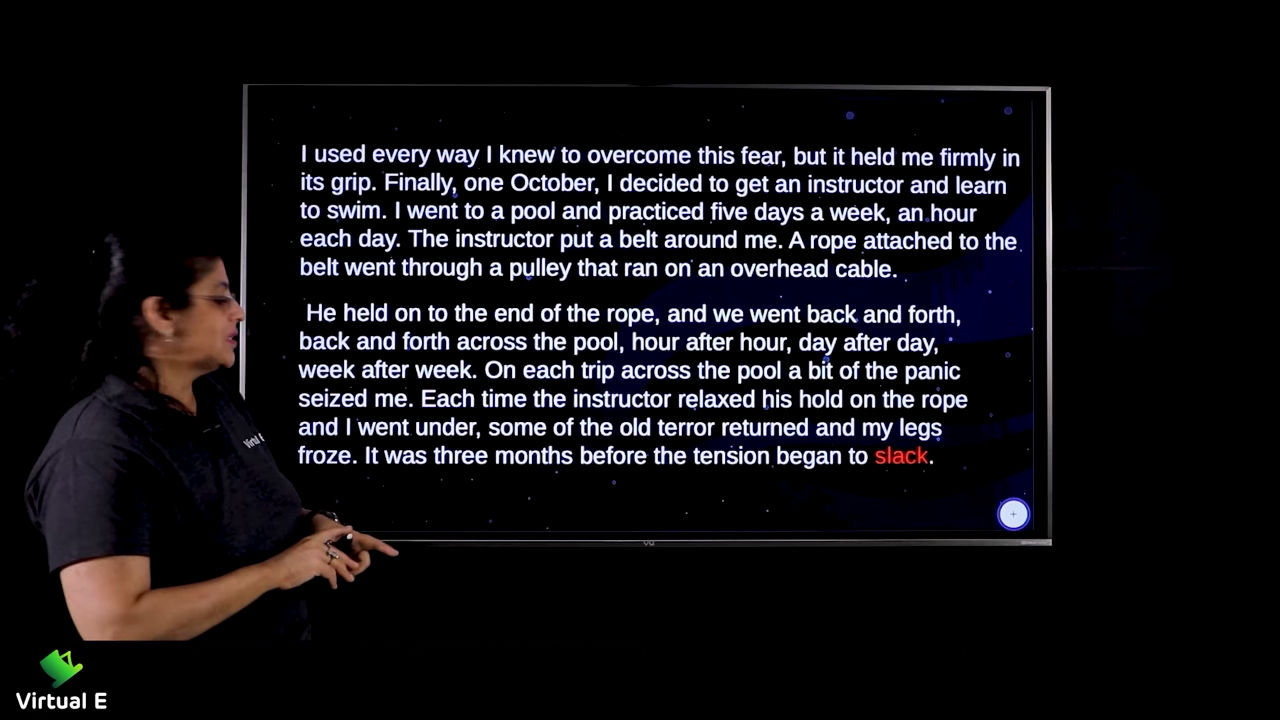 I used every way I knew to overcome this fear, but it held me firmly in
its grip. Finally, one October, I decided to get an instructor and learn
to swim. I went to a pool and practiced five days a week, an hour
each day. The instructor put a belt around me. A rope attached to the
belt went through a pulley that ran on an overhead cable.
He held on to the end of the rope, and we went back and forth,
back and forth across the pool, hour after hour, day after day,
week after week. On each trip across the pool a bit of the panic
seized me. Each time the instructor relaxed his hold on the rope
and I went under, some of the old terror returned and my legs
froze. It was three months before the tension began to slack.
Virtual E
Virtual E